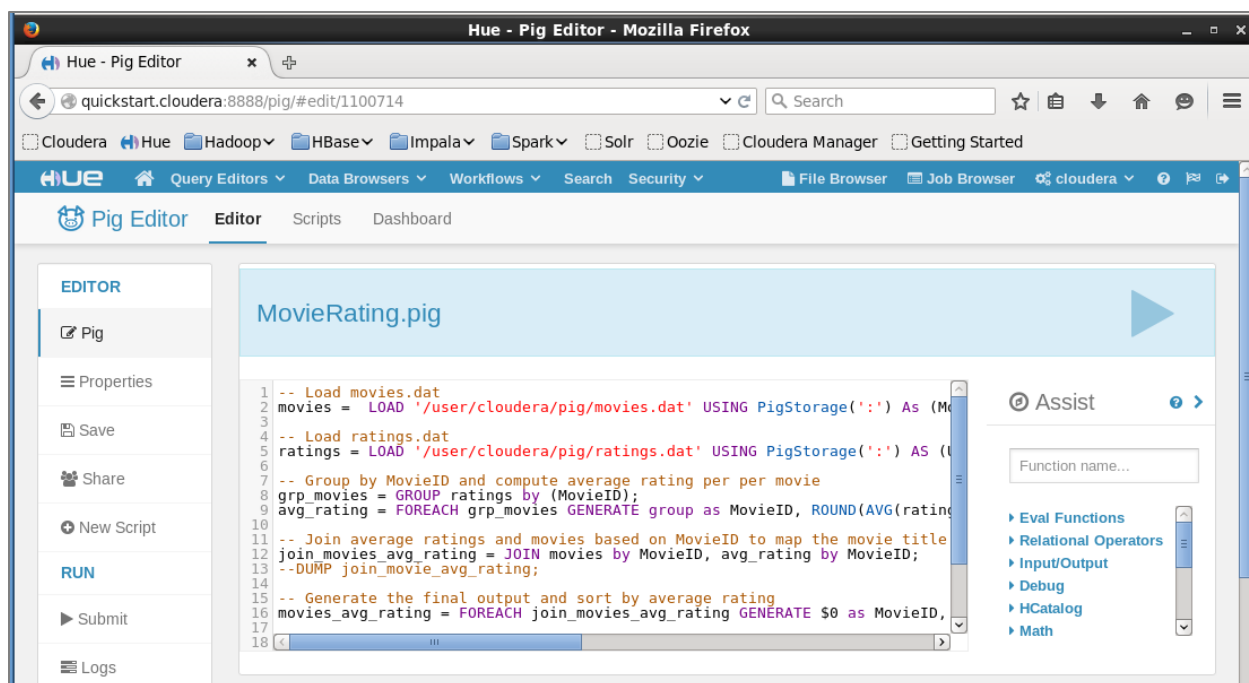 Hue - Pig Editor - Mozilla Firefox
Hue - Pig Editor
quickstart.cloudera:8888/pig/#edit/1100714
Search
Cloudera Hue Hadoop HBase Impala Spark Solr Oozie Cloudera Manager Getting Started
HUE Query Editors Data Browsers Workflows Search Security File Browser Job Browser cloudera
Pig Editor Editor Scripts Dashboard
EDITOR
Pig
Properties
Save
Share
New Script
RUN
Submit
Logs
MovieRating.pig
1 -- Load movies.dat
2 movies =  LOAD '/user/cloudera/pig/movies.dat' USING PigStorage(':') As (Mo
3
4 -- Load ratings.dat
5 ratings = LOAD '/user/cloudera/pig/ratings.dat' USING PigStorage(':') AS (U
6
7 -- Group by MovieID and compute average rating per per movie
8 grp_movies = GROUP ratings by (MovieID);
9 avg_rating = FOREACH grp_movies GENERATE group as MovieID, ROUND(AVG(rating
10
11 -- Join average ratings and movies based on MovieID to map the movie title
12 join_movies_avg_rating = JOIN movies by MovieID, avg_rating by MovieID;
13 --DUMP join_movie_avg_rating;
14
15 -- Generate the final output and sort by average rating
16 movies_avg_rating = FOREACH join_movies_avg_rating GENERATE $0 as MovieID,
17
18
Assist
Function name...
Eval Functions
Relational Operators
Input/Output
Debug
HCatalog
Math